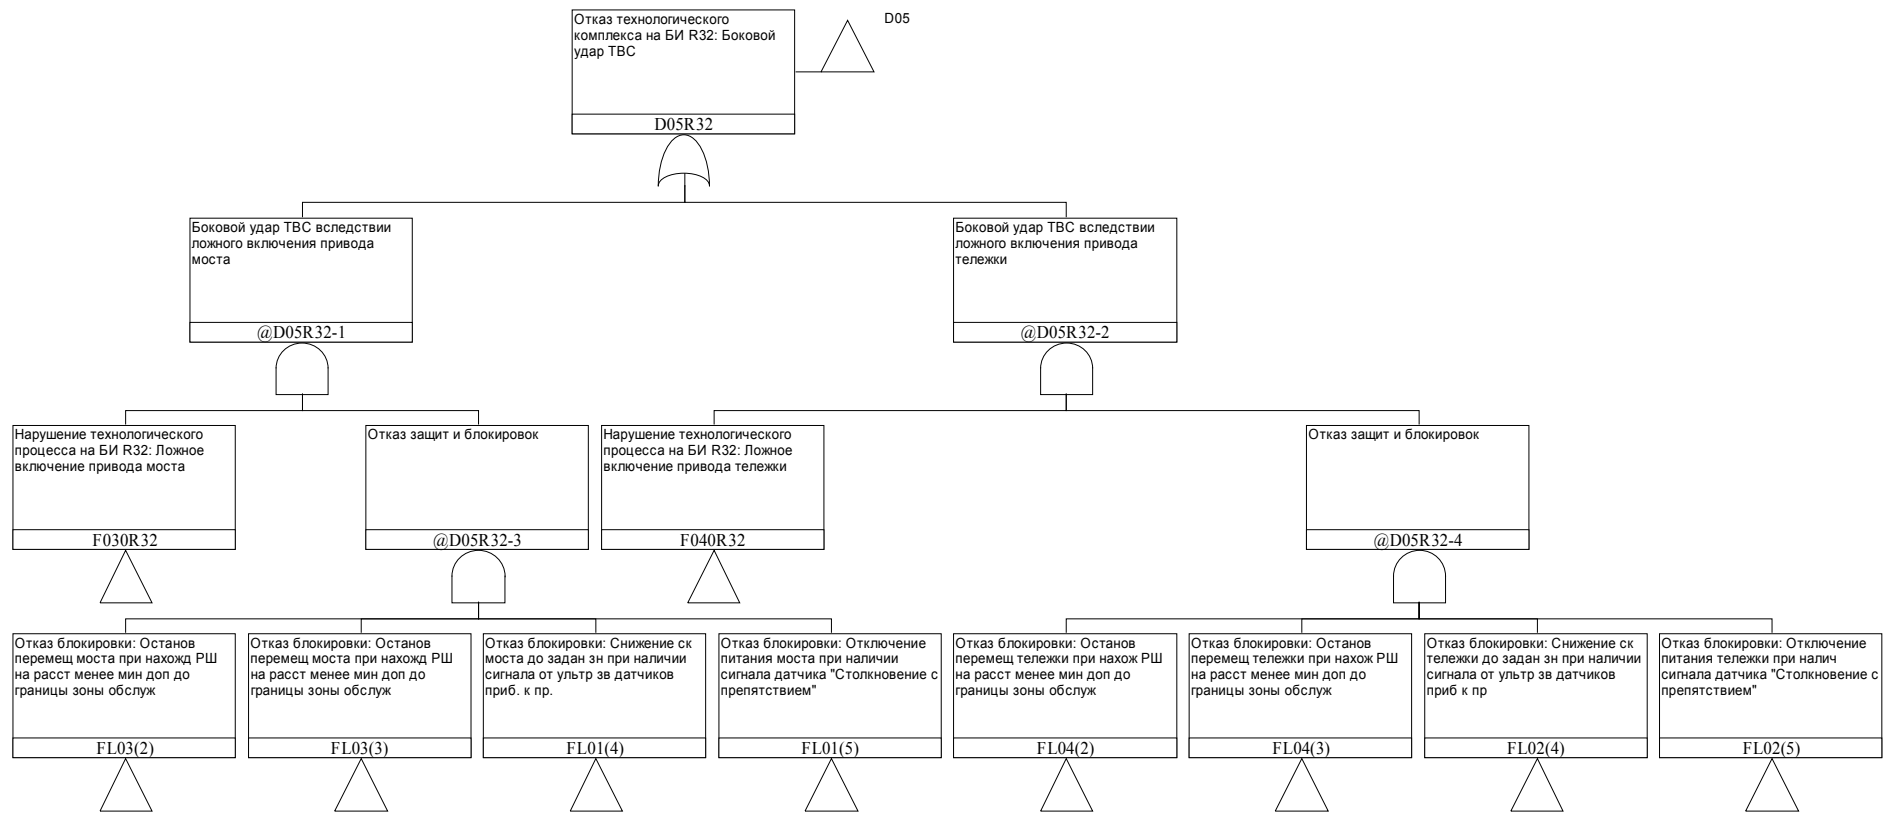 Отказ технологического
комплекса на БИ R32: Боковой
удар ТВС
D05
D05R32
Боковой удар ТВС вследствии
ложного включения привода
моста
@D05R32-1
Боковой удар ТВС вследствии
ложного включения привода
тележки
@D05R32-2
Нарушение технологического
процесса на БИ R32: Ложное
включение привода моста
F030R32
Отказ защит и блокировок
@D05R32-3
Нарушение технологического
процесса на БИ R32: Ложное
включение привода тележки
F040R32
Отказ защит и блокировок
@D05R32-4
Отказ блокировки: Останов
перемещ моста при нахожд РШ
на расст менее мин доп до
границы зоны обслуж
FL03(2)
Отказ блокировки: Останов
перемещ моста при нахожд РШ
на расст менее мин доп до
границы зоны обслуж
FL03(3)
Отказ блокировки: Снижение ск
моста до задан зн при наличии
сигнала от ультр зв датчиков
приб. к пр.
FL01(4)
Отказ блокировки: Отключение
питания моста при наличии
сигнала датчика "Столкновение с
препятствием"
FL01(5)
Отказ блокировки: Останов
перемещ тележки при нахож РШ
на расст менее мин доп до
границы зоны обслуж
FL04(2)
Отказ блокировки: Останов
перемещ тележки при нахож РШ
на расст менее мин доп до
границы зоны обслуж
FL04(3)
Отказ блокировки: Снижение ск
тележки до задан зн при наличии
сигнала от ультр зв датчиков
приб к пр
FL02(4)
Отказ блокировки: Отключение
питания тележки при налич
сигнала датчика "Столкновение с
препятствием"
FL02(5)